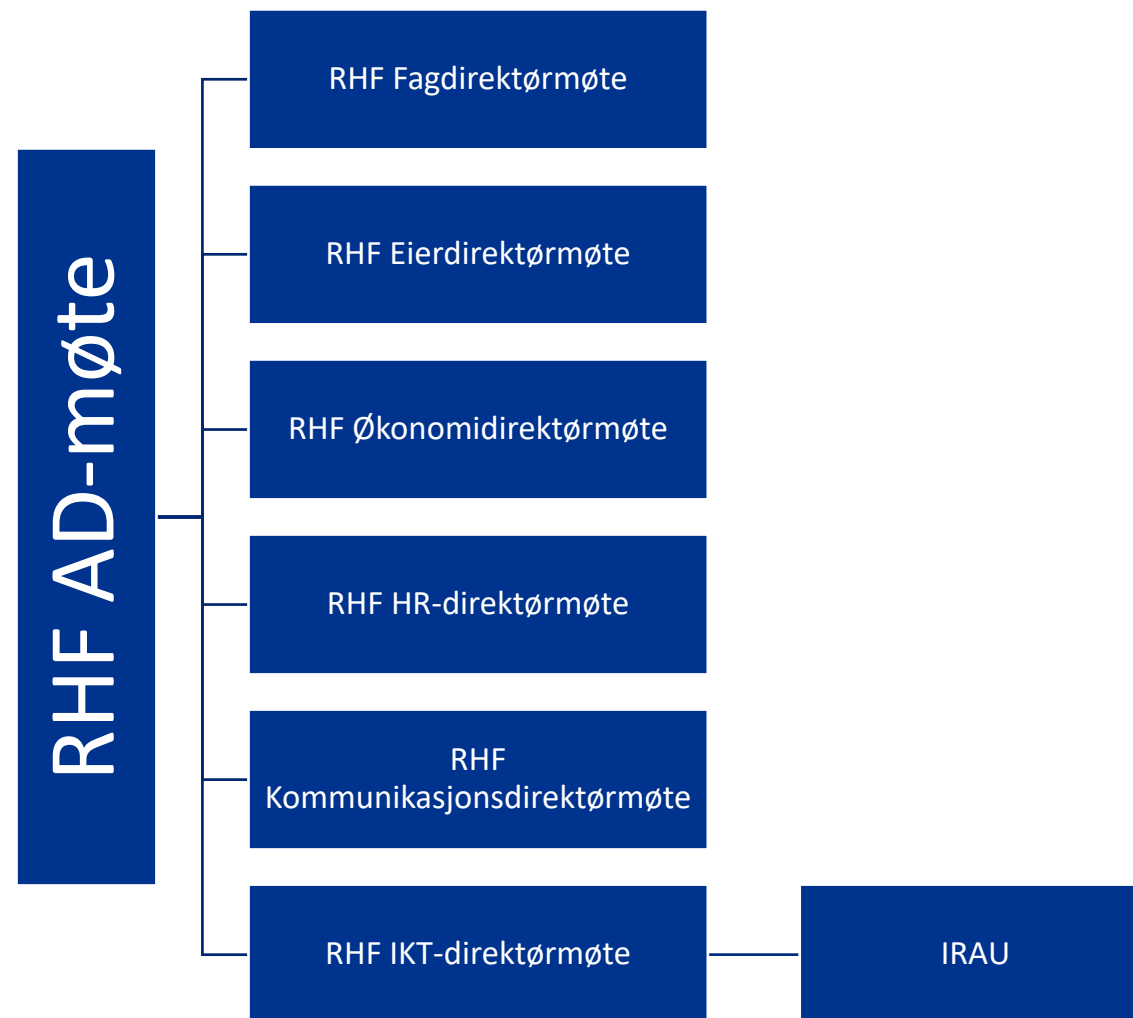 RHF AD-møte
RHF Fagdirektørmøte
RHF Eierdirektørmøte
RHF Økonomidirektørmøte
RHF HR-direktørmøte
RHF
Kommunikasjonsdirektørmøte
RHF IKT-direktørmøte
IRAU